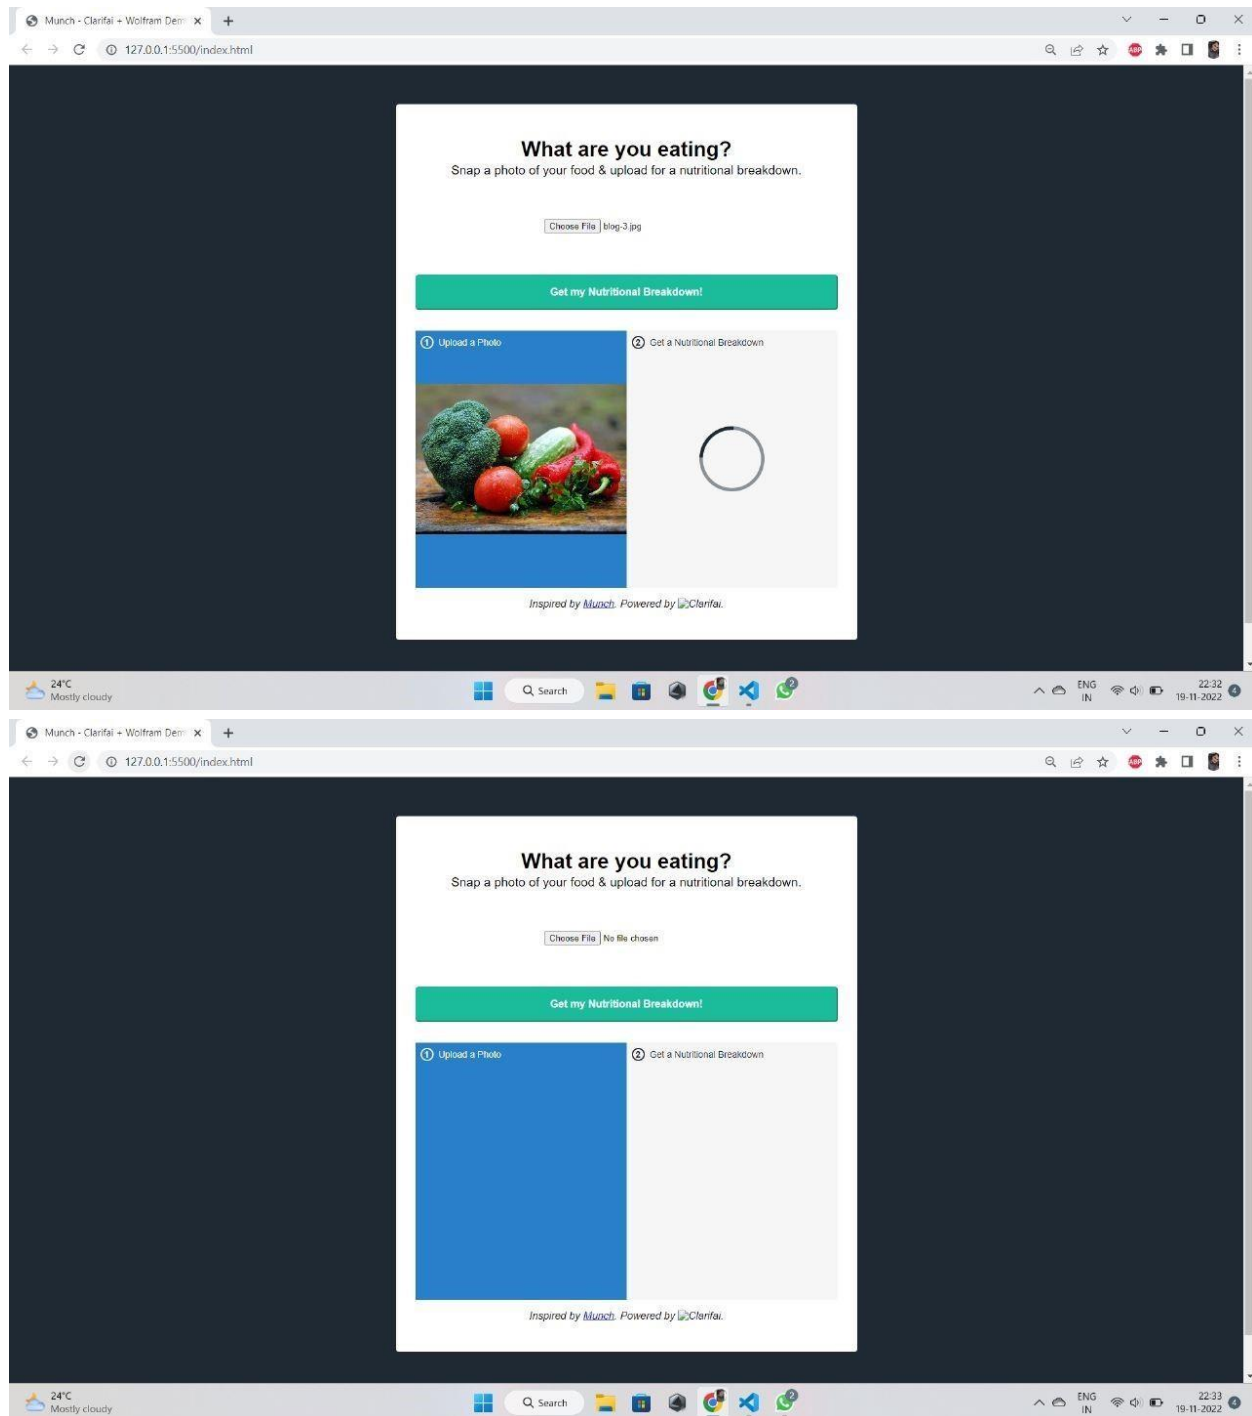 Munch - Clarifai + Wolfram Dem
127.0.0.1:5500/index.html
ABP
What are you eating?
Snap a photo of your food & upload for a nutritional breakdown.
Choose File blog-3.jpg
Get my Nutritional Breakdown!
1 Upload a Photo
2 Get a Nutritional Breakdown
Inspired by Munch. Powered by Clarifai.
24°C
Mostly cloudy
Search
2
ENG
IN
22:32
19-11-2022
4
Munch - Clarifai + Wolfram Dem
127.0.0.1:5500/index.html
ABP
What are you eating?
Snap a photo of your food & upload for a nutritional breakdown.
Choose File No file chosen
Get my Nutritional Breakdown!
1 Upload a Photo
2 Get a Nutritional Breakdown
Inspired by Munch. Powered by Clarifai.
24°C
Mostly cloudy
Search
2
ENG
IN
22:33
19-11-2022
4